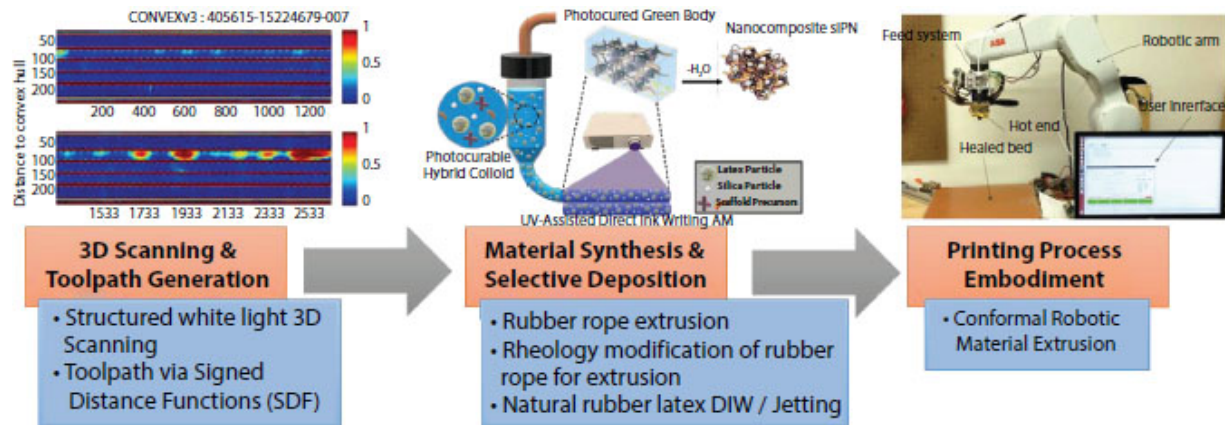 CONVEXv3 : 405615-15224679-007
Distance to convex hull
50
100
150
200
200
400
600
800
1000
1200
1
0.5
0
50
100
150
200
1533
1733
1933
2133
2333
2533
1
0.5
0
Photocured Green Body
Nanocomposite sIPN
-H₂O
Photocurable
Hybrid Colloid
Latex Particle
Silica Particle
Scaffold Precursor
UV-Assisted Direct Ink Writing AM
Feed system
ABB
Robotic arm
User Inrerface
Hot end
Healed bed
3D Scanning &
Toolpath Generation
• Structured white light 3D
Scanning
• Toolpath via Signed
Distance Functions (SDF)
Material Synthesis &
Selective Deposition
• Rubber rope extrusion
• Rheology modification of rubber
rope for extrusion
• Natural rubber latex DIW / Jetting
Printing Process
Embodiment
• Conformal Robotic
Material Extrusion